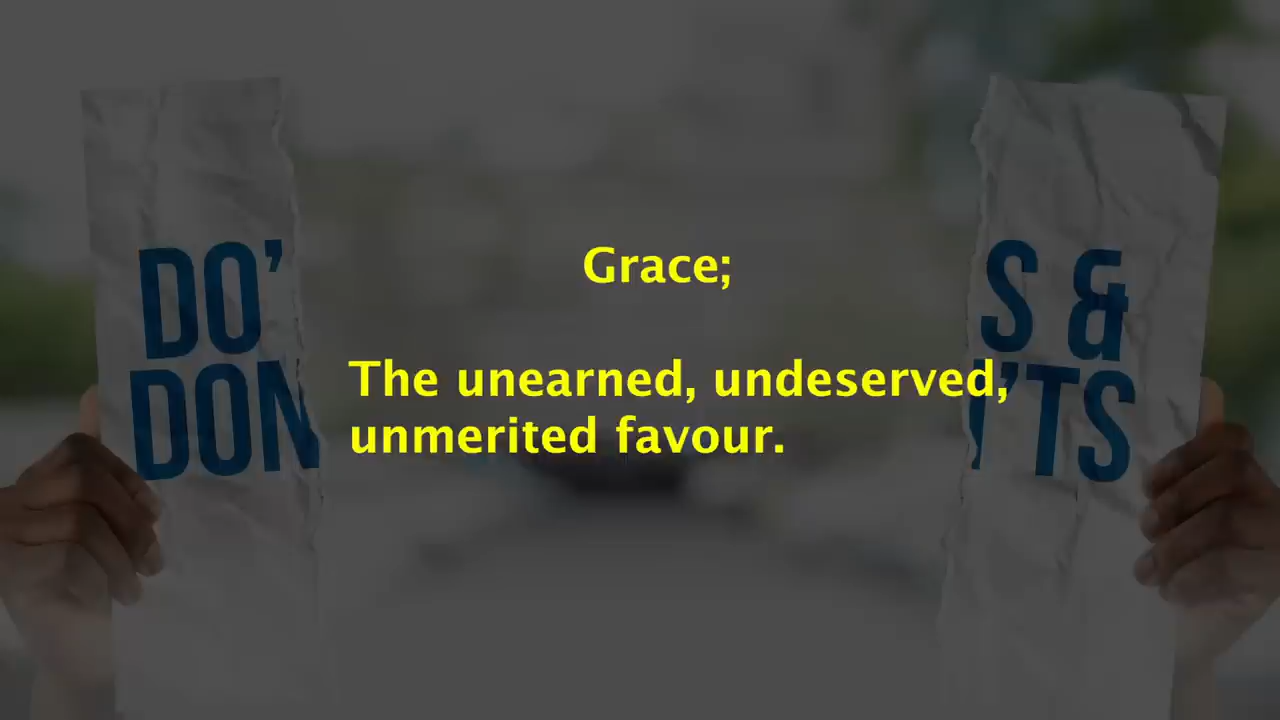 Grace;
The unearned, undeserved,
unmerited favour.
DO'
DON
S &
'TS